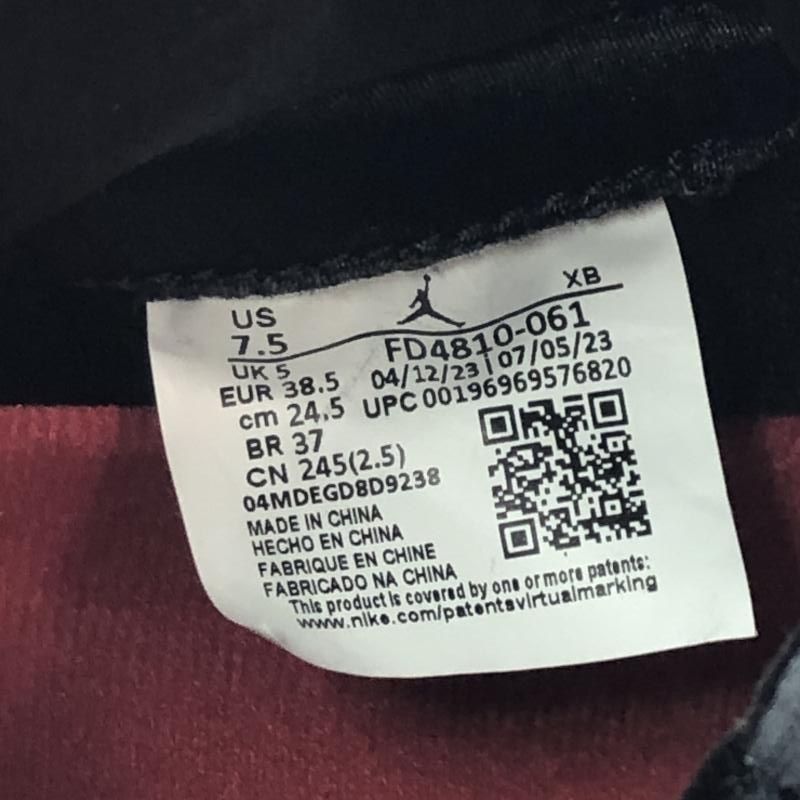 XB
US
7.5
FD4810-061
UK 5
04/12/23 | 07/05/23
EUR 38.5
UPC 00196969576820
cm 24.5
BR 37
CN 245(2.5)
04MDEGD8D9238
MADE IN CHINA
HECHO EN CHINA
FABRIQUE EN CHINE
FABRICADO NA CHINA
This product is covered by one or more patents:
www.nike.com/patentsvirtualmarking